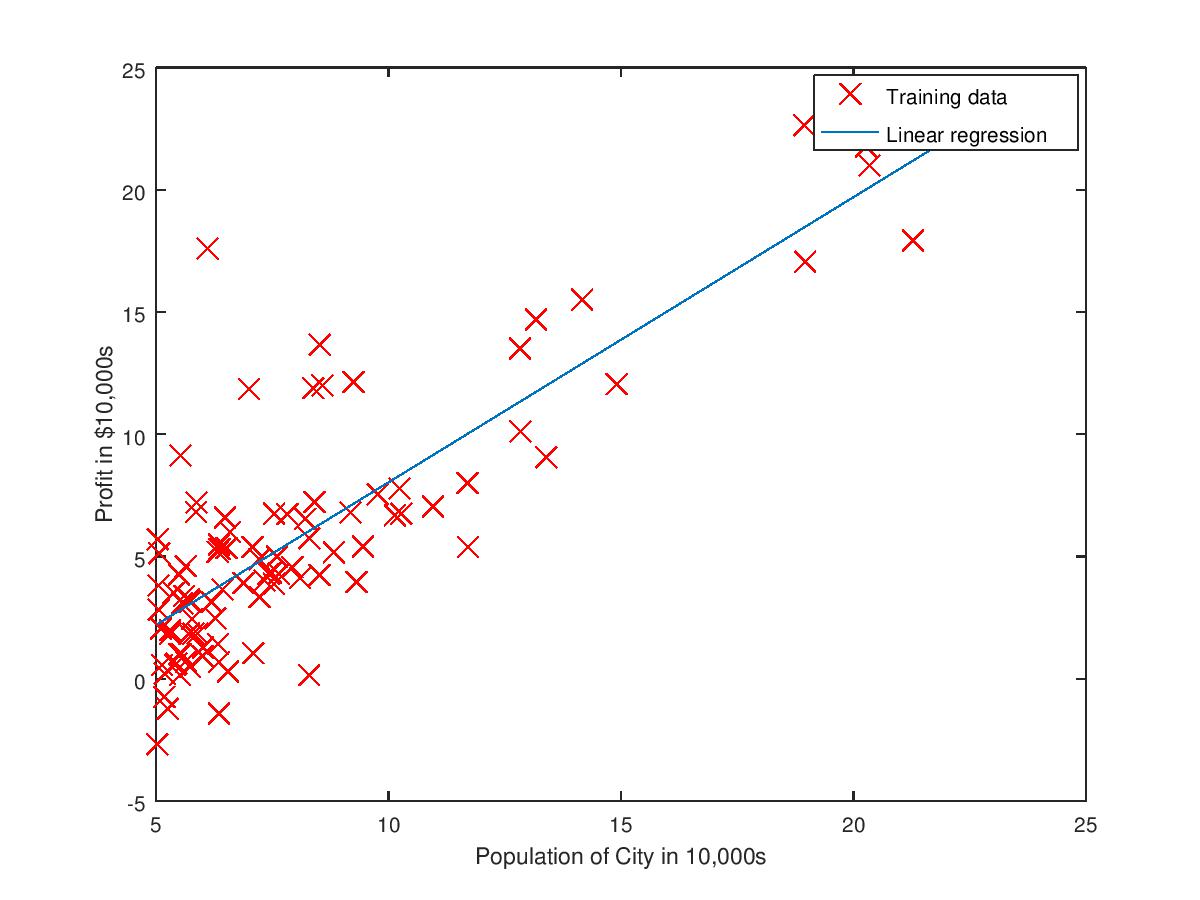 25
20
15
10
5
0
-5
5 10 15 20 25
Profit in $10,000s
Population of City in 10,000s
Training data
Linear regression